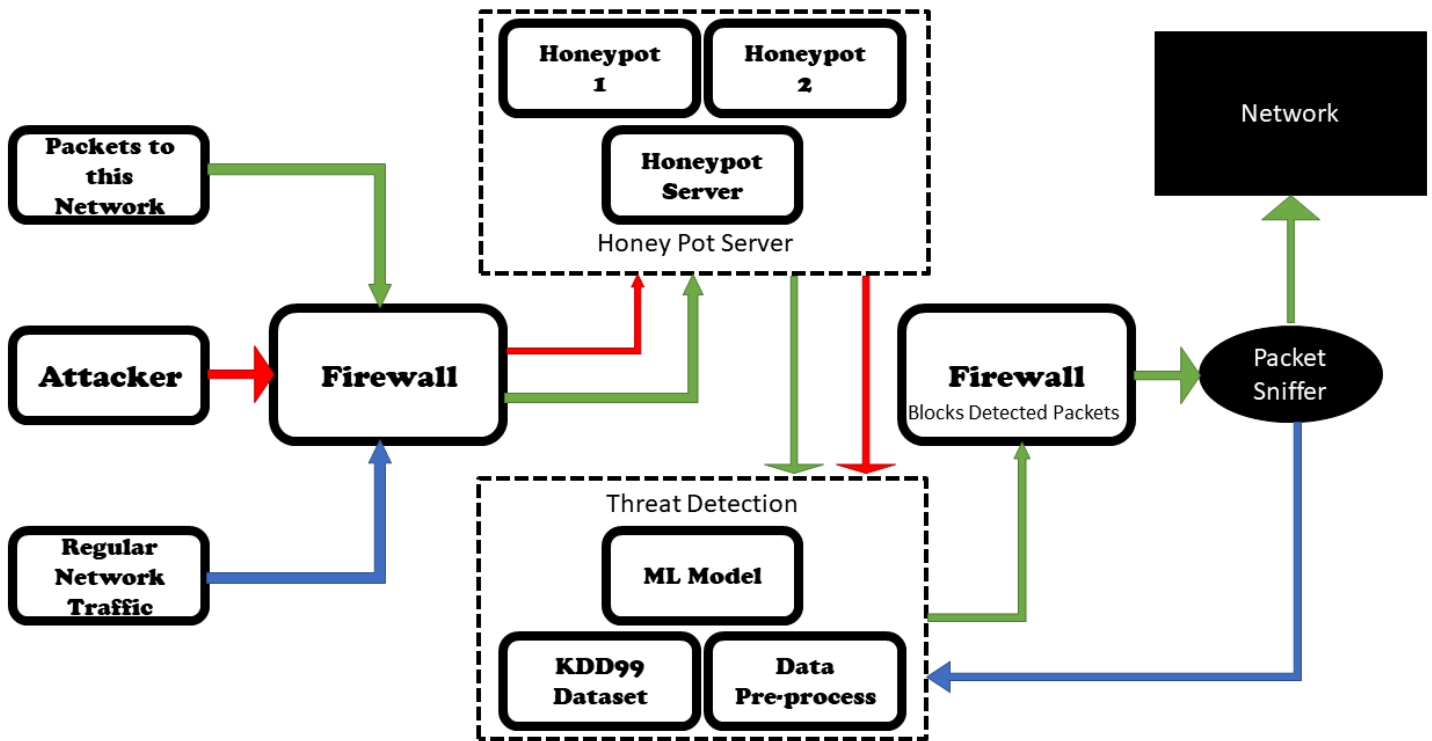 Honeypot
1
Honeypot
2
Honeypot
Server
Honey Pot Server
Network
Packets to
this
Network
Attacker
Firewall
Regular
Network
Traffic
Firewall
Blocks Detected Packets
Packet
Sniffer
Threat Detection
ML Model
KDD99
Dataset
Data
Pre-process